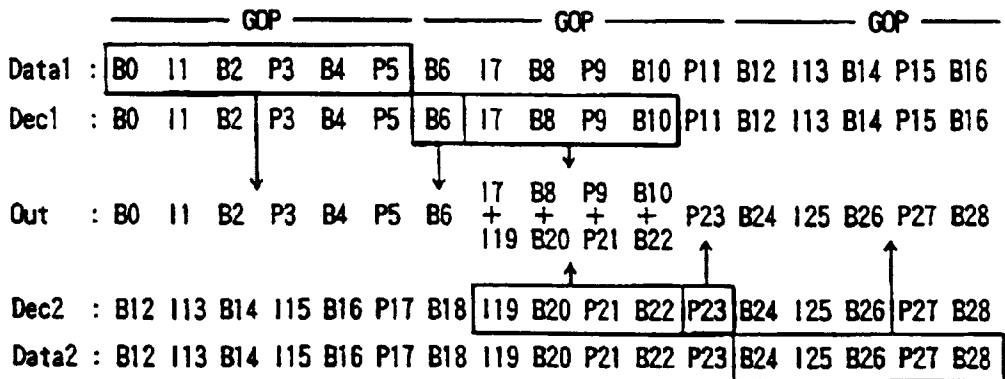 GOP GOP GOP
Data1 : B0 I1 B2 P3 B4 P5 B6 I7 B8 P9 B10 P11 B12 I13 B14 P15 B16
Dec1 : B0 I1 B2 P3 B4 P5 B6 I7 B8 P9 B10 P11 B12 I13 B14 P15 B16
I7 B8 P9 B10
Out : B0 I1 B2 P3 B4 P5 B6 + + + + P23 B24 I25 B26 P27 B28
I19 B20 P21 B22
Dec2 : B12 I13 B14 I15 B16 P17 B18 I19 B20 P21 B22 P23 B24 I25 B26 P27 B28
Data2 : B12 I13 B14 I15 B16 P17 B18 I19 B20 P21 B22 P23 B24 I25 B26 P27 B28